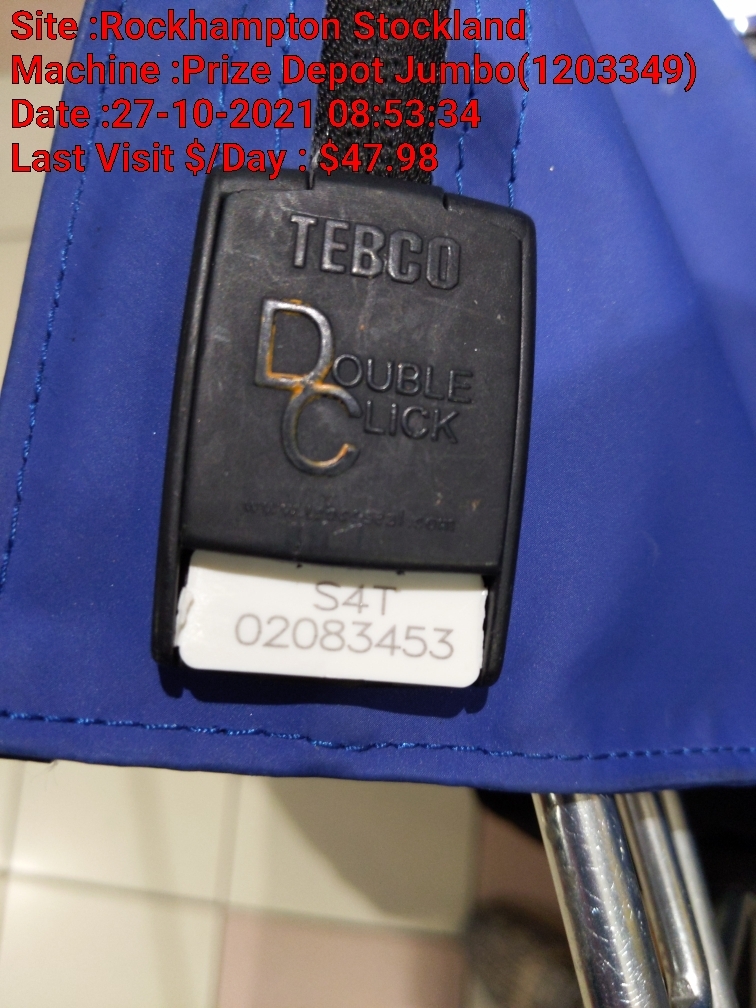 Site :Rockhampton Stockland
Machine :Prize Depot Jumbo(1203349)
Date :27-10-2021 08:53:34
Last Visit $/Day : $47.98
TEBCO
DOUBLE
CLICK
S4T
02083453